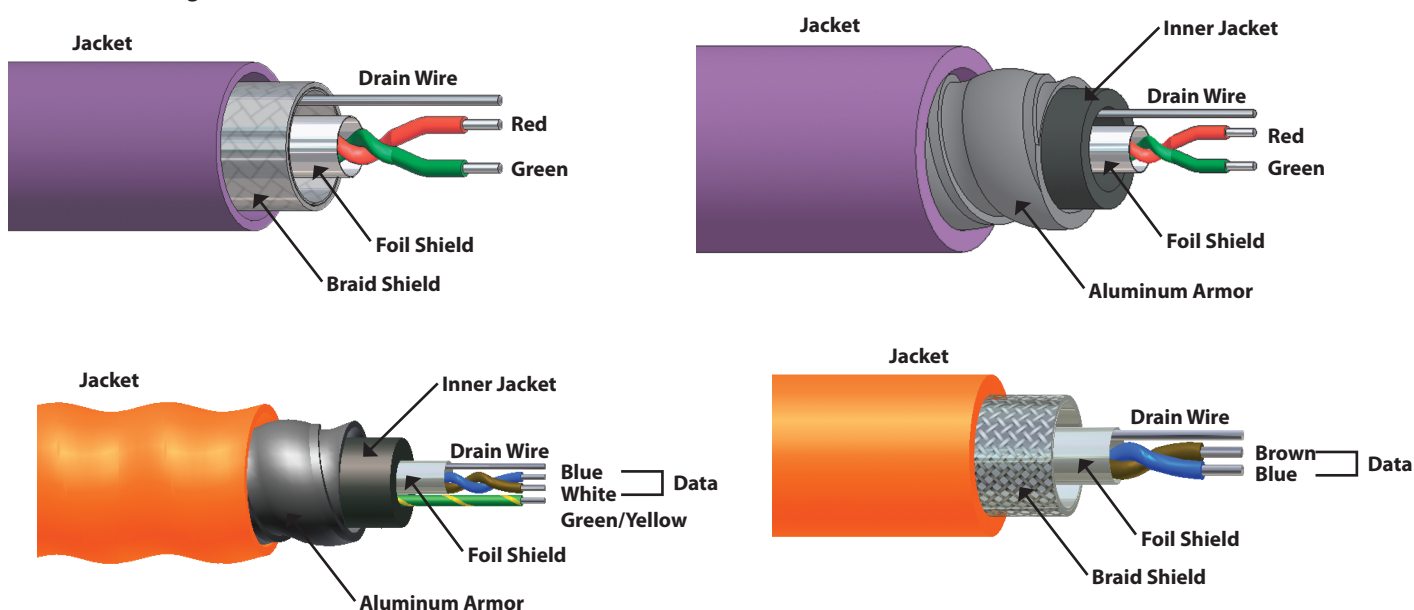 Jacket
Drain Wire
Red
Green
Foil Shield
Braid Shield
Jacket
Inner Jacket
Drain Wire
Red
Green
Foil Shield
Aluminum Armor
Jacket
Inner Jacket
Drain Wire
Blue
White
Data
Green/Yellow
Foil Shield
Aluminum Armor
Jacket
Drain Wire
Brown
Blue
Data
Foil Shield
Braid Shield